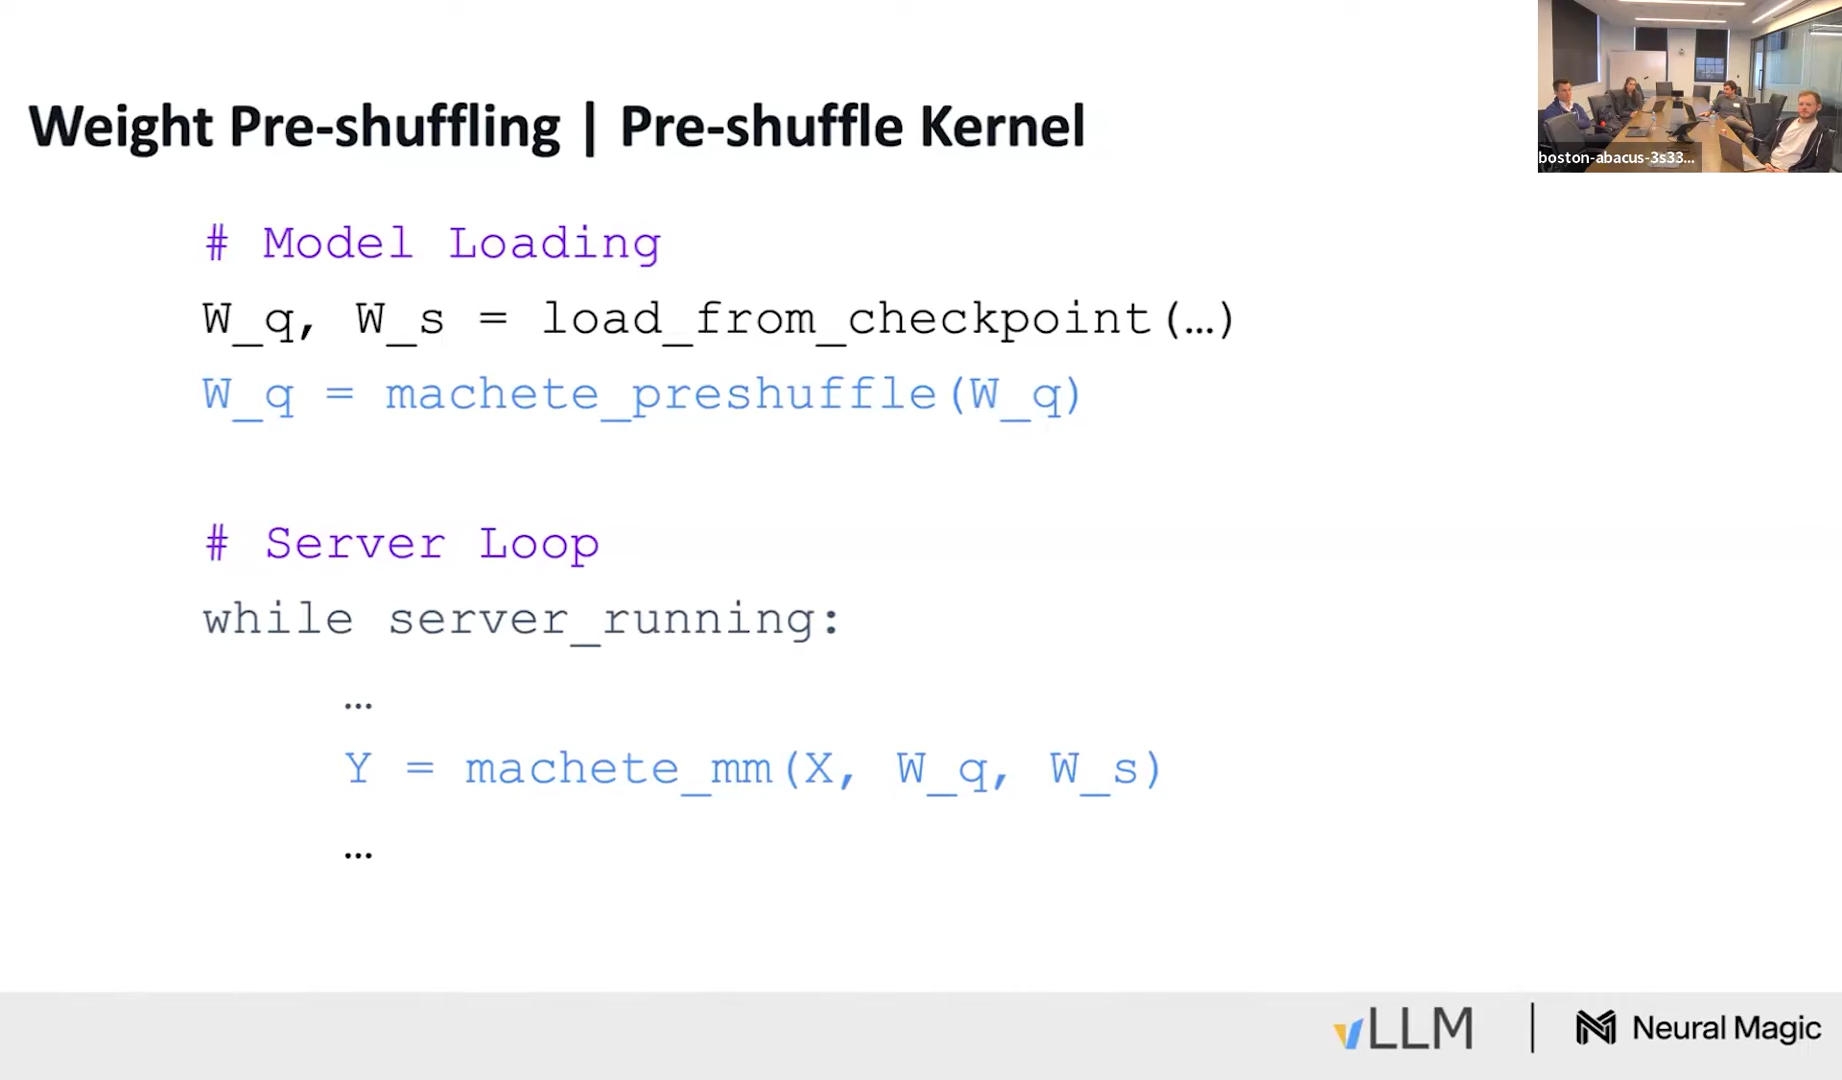 Weight Pre-shuffling | Pre-shuffle Kernel
boston-abacus-3s33...
# Model Loading
W_q, W_s = load_from_checkpoint(…)
W_q = machete_preshuffle(W_q)
# Server Loop
while server_running:
…
Y = machete_mm(X, W_q, W_s)
…
vLLM | Neural Magic